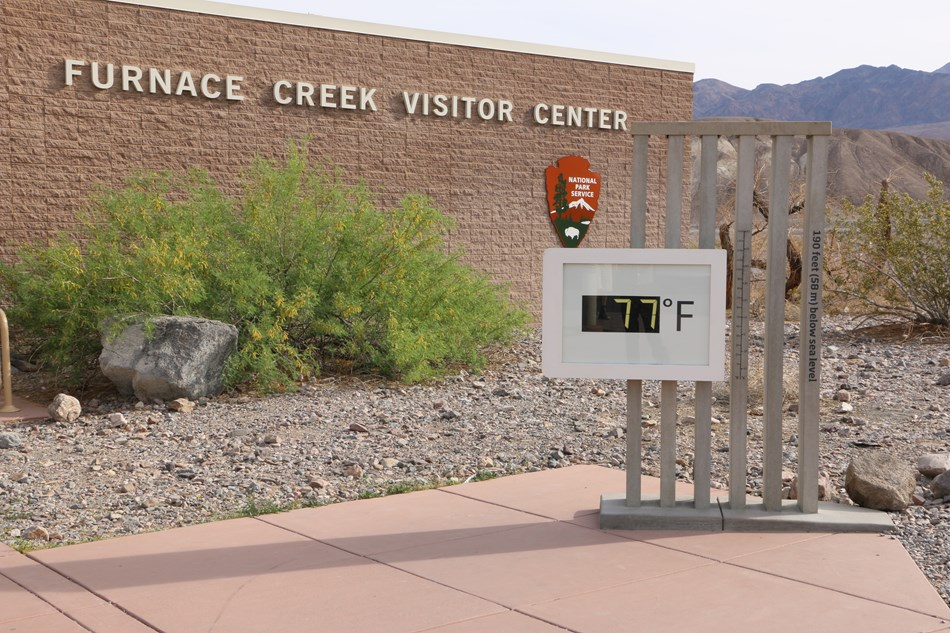 FURNACE CREEK VISITOR CENTER
NATIONAL
PARK
SERVICE
77°F
190 feet (58 m) below sea level